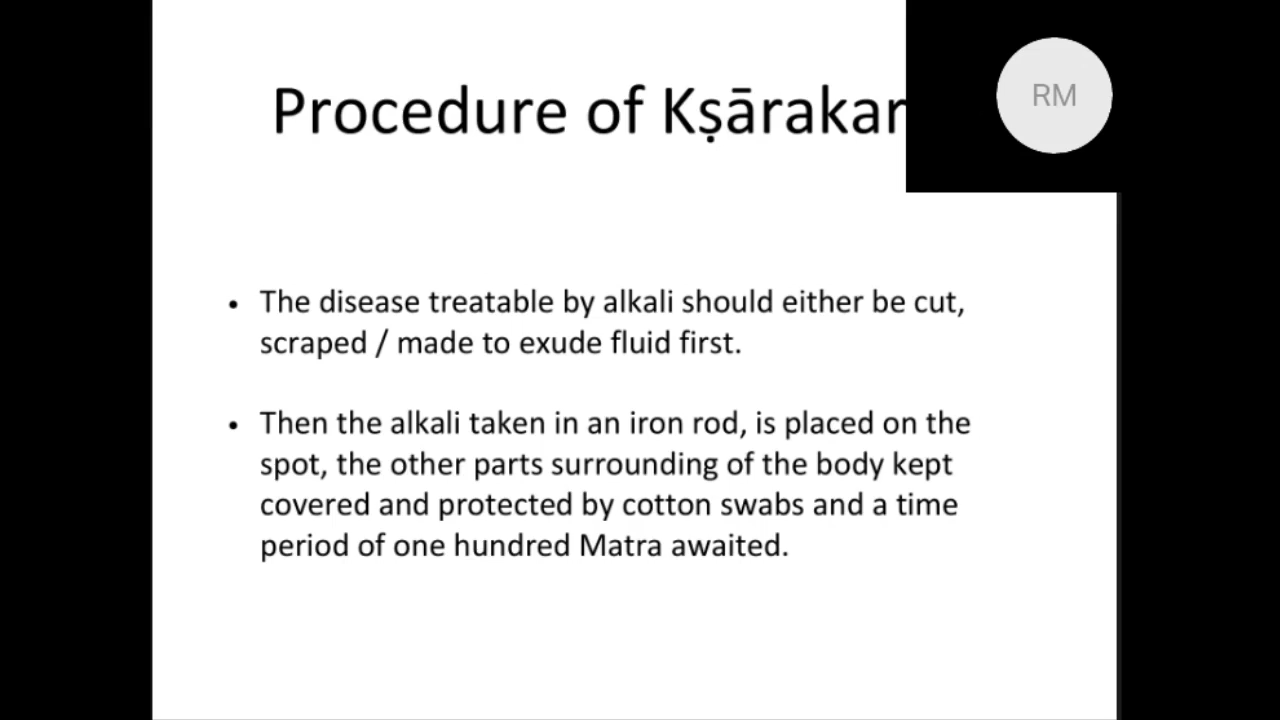 Procedure of Kṣārakar
RM
• The disease treatable by alkali should either be cut,
scraped / made to exude fluid first.
• Then the alkali taken in an iron rod, is placed on the
spot, the other parts surrounding of the body kept
covered and protected by cotton swabs and a time
period of one hundred Matra awaited.